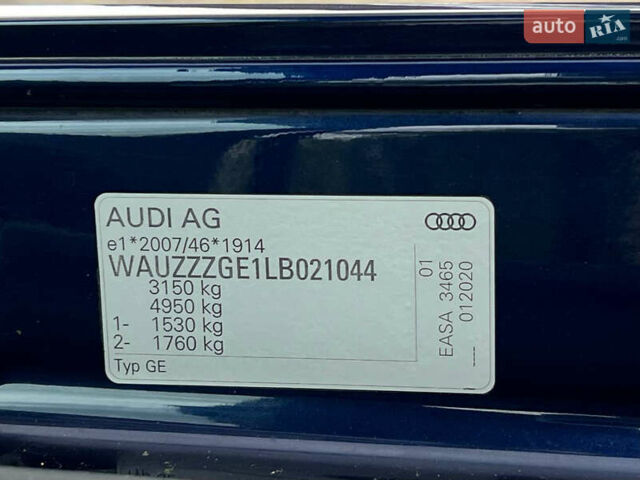 auto RIA
.com
AUDI AG
e1*2007/46*1914
WAUZZZGE1LB021044
3150 kg
4950 kg
1- 1530 kg
2- 1760 kg
Typ GE
01
EASA 3465
012020